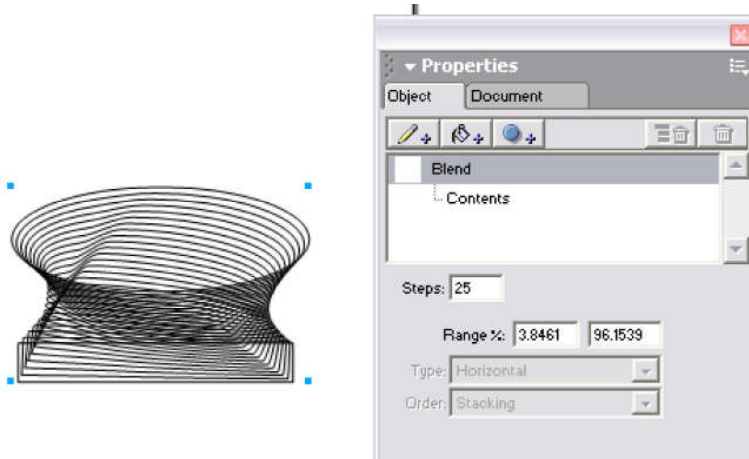 Properties
Object Document
Blend
Contents
Steps: 25
Range %: 3.8461 96.1539
Type: Horizontal
Order: Stacking